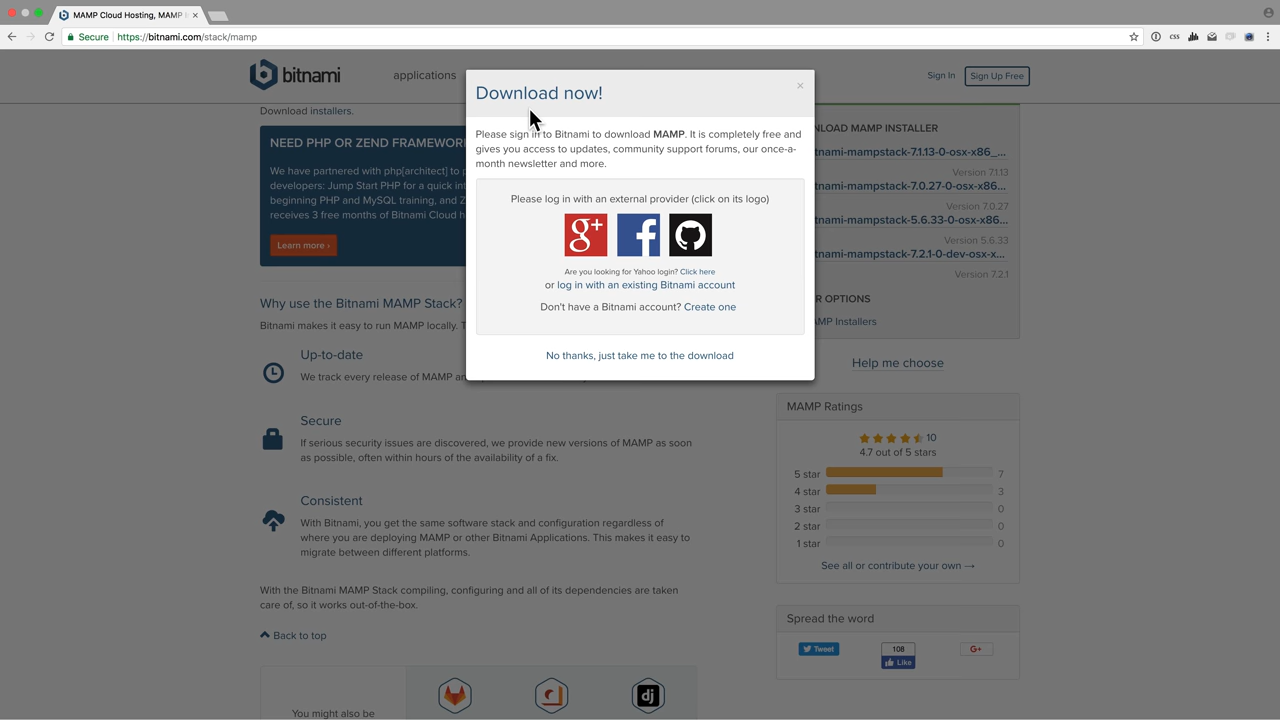 MAMP Cloud Hosting, MAMP
Secure
https://bitnami.com/stack/mamp
css
bitnami
applications
Sign In
Sign Up Free
Download installers.
NEED PHP OR ZEND FRAMEWOR
We have partnered with php[architect] to p
developers: Jump Start PHP for a quick int
beginning PHP and MySQL training, and Z
receives 3 free months of Bitnami Cloud h
Learn more ›
Why use the Bitnami MAMP Stack?
Bitnami makes it easy to run MAMP locally. T
Up-to-date
We track every release of MAMP an
Secure
If serious security issues are discovered, we provide new versions of MAMP as soon
as possible, often within hours of the availability of a fix.
Consistent
With Bitnami, you get the same software stack and configuration regardless of
where you are deploying MAMP or other Bitnami Applications. This makes it easy to
migrate between different platforms.
With the Bitnami MAMP Stack compiling, configuring and all of its dependencies are taken
care of, so it works out-of-the-box.
Back to top
You might also be
dj
Download now!
×
Please sign in to Bitnami to download MAMP. It is completely free and
gives you access to updates, community support forums, our once-a-
month newsletter and more.
Please log in with an external provider (click on its logo)
g+
f
Are you looking for Yahoo login? Click here
or log in with an existing Bitnami account
Don't have a Bitnami account? Create one
No thanks, just take me to the download
NLOAD MAMP INSTALLER
tnami-mampstack-7.1.13-0-osx-x86_...
Version 7.1.13
tnami-mampstack-7.0.27-0-osx-x86...
Version 7.0.27
tnami-mampstack-5.6.33-0-osx-x86...
Version 5.6.33
tnami-mampstack-7.2.1-0-dev-osx-x...
Version 7.2.1
R OPTIONS
AMP Installers
Help me choose
MAMP Ratings
10
4.7 out of 5 stars
5 star 7
4 star 3
3 star 0
2 star 0
1 star 0
See all or contribute your own →
Spread the word
Tweet
108
Like
G+